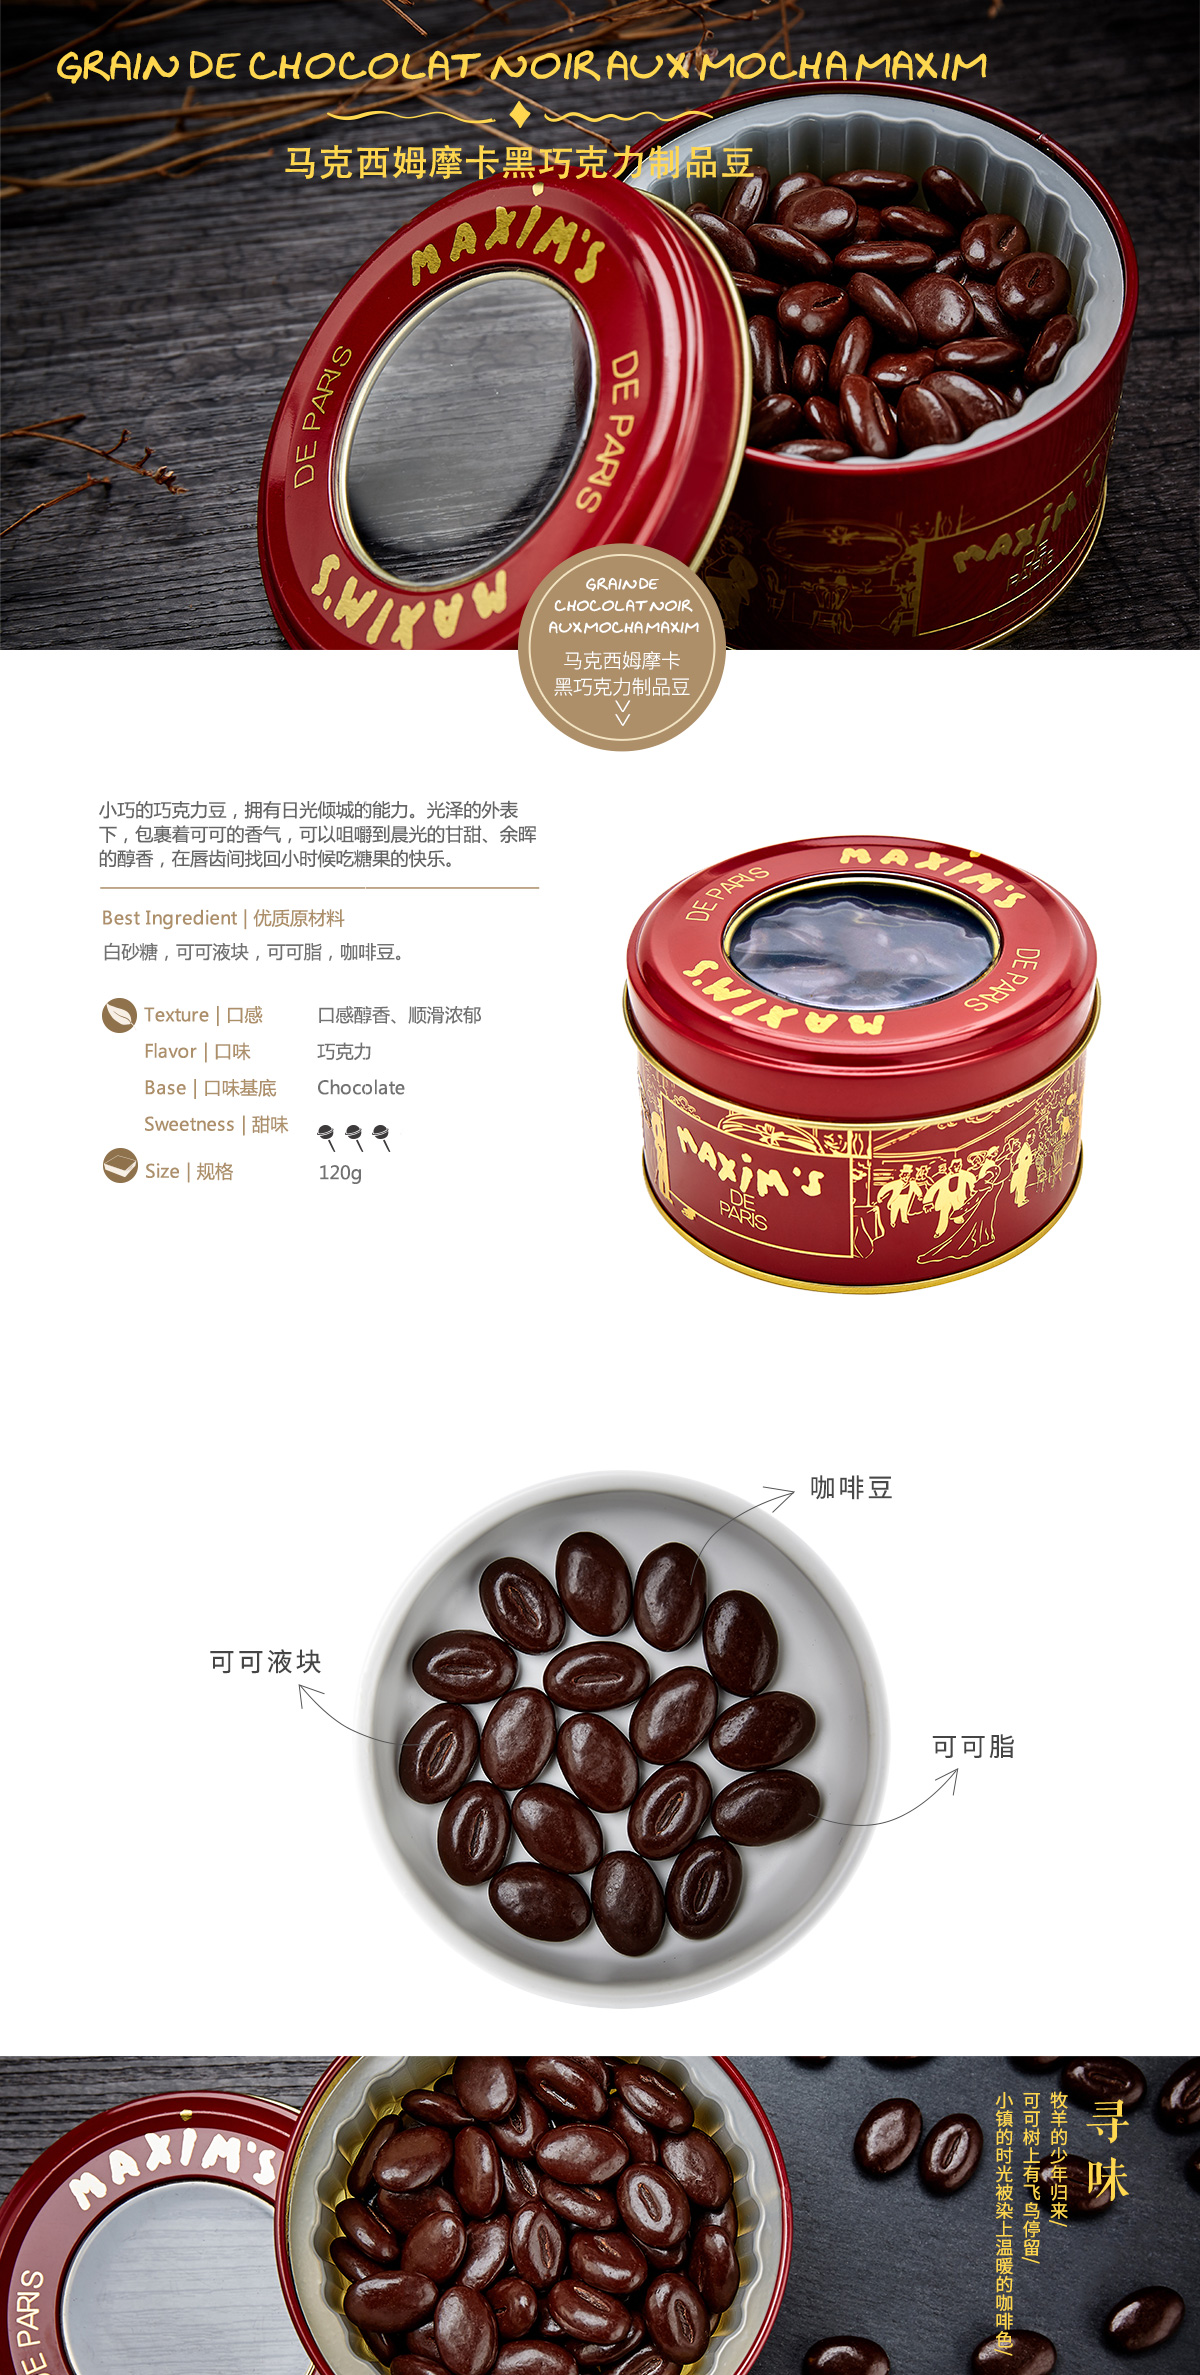 GRAIN DE CHOCOLAT NOIR AUX MOCHA MAXIM
马克西姆摩卡黑巧克力制品豆
MAXIM'S
DE PARIS
DE PARIS
MAXIM'S
MAXIM'S
DE
PARIS
GRAIN DE
CHOCOLAT NOIR
AUX MOCHA MAXIM
马克西姆摩卡
黑巧克力制品豆
小巧的巧克力豆，拥有日光倾城的能力。光泽的外表
下，包裹着可可的香气，可以咀嚼到晨光的甘甜、余晖
的醇香，在唇齿间找回小时候吃糖果的快乐。
Best Ingredient | 优质原材料
白砂糖，可可液块，可可脂，咖啡豆。
Texture | 口感 口感醇香、顺滑浓郁
Flavor | 口味 巧克力
Base | 口味基底 Chocolate
Sweetness | 甜味
Size | 规格 120g
MAXIM'S
DE PARIS
DE PARIS
MAXIM'S
MAXIM'S
DE
PARIS
咖啡豆
可可液块
可可脂
寻味
牧羊的少年归来/
可可树上有飞鸟停留/
小镇的时光被染上温暖的咖啡色/
MAXIM'S
DE PARIS